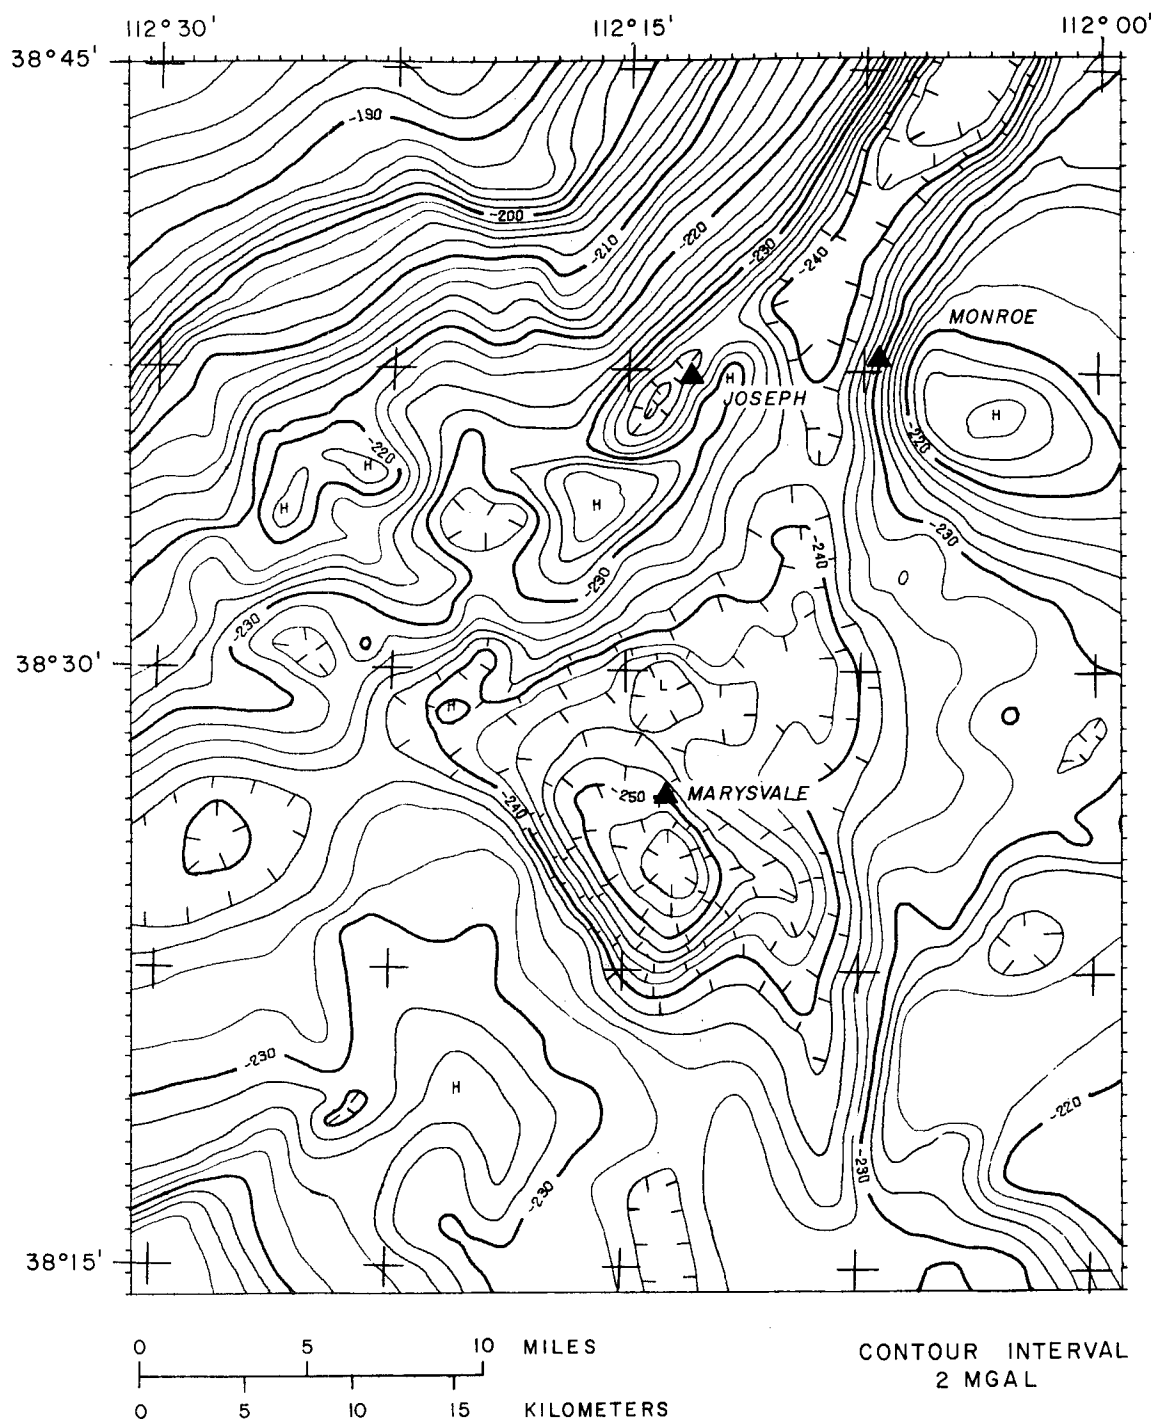 112°30' 112°15' 112°00'
38°45'
-190
-200
-210
-220
-230
-240
MONROE
H
JOSEPH
H
-220
H
-220
H
H
-230
-240
-230
-230
38°30'
L
H
-250
MARYSVALE
-240
-230
H
-220
-230
-230
38°15'
0 5 10 MILES
0 5 10 15 KILOMETERS
CONTOUR INTERVAL
2 MGAL